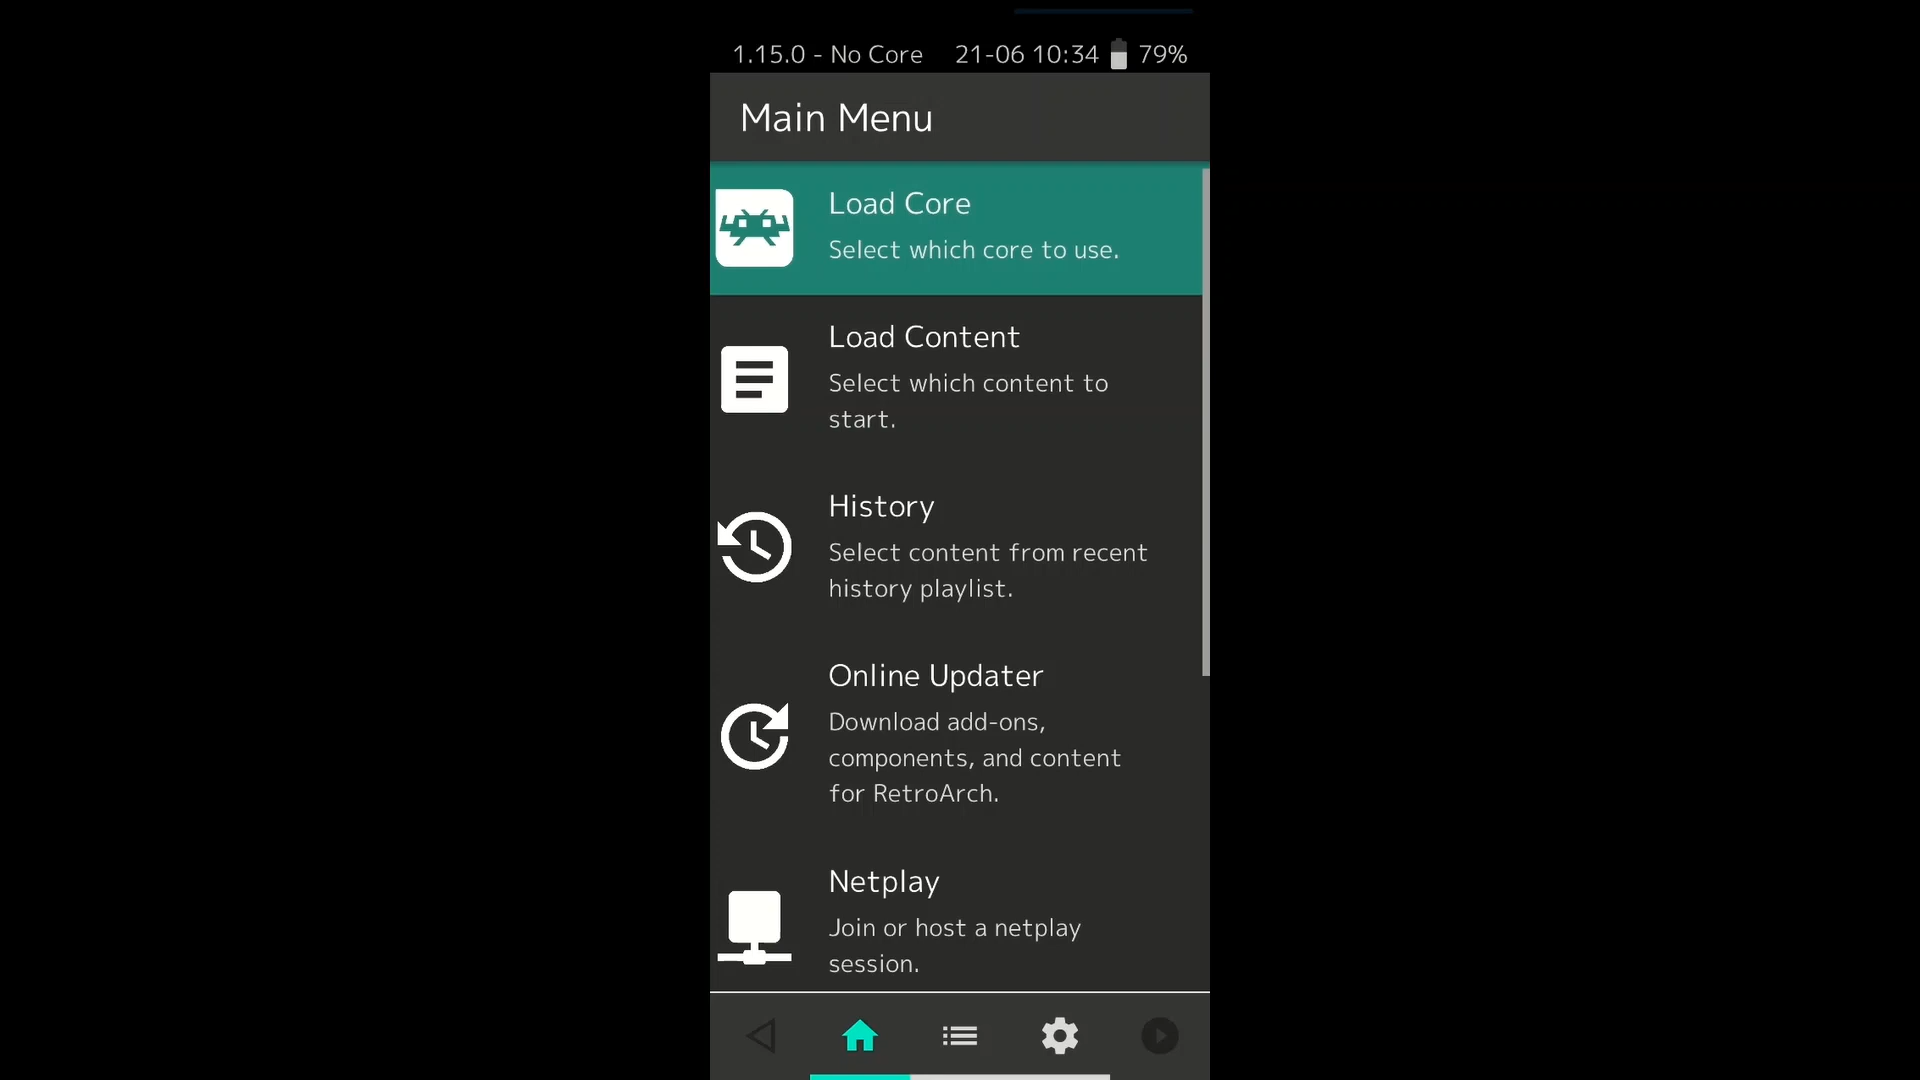 1.15.0 - No Core 21-06 10:34 79%
Main Menu
Load Core
Select which core to use.
Load Content
Select which content to
start.
History
Select content from recent
history playlist.
Online Updater
Download add-ons,
components, and content
for RetroArch.
Netplay
Join or host a netplay
session.